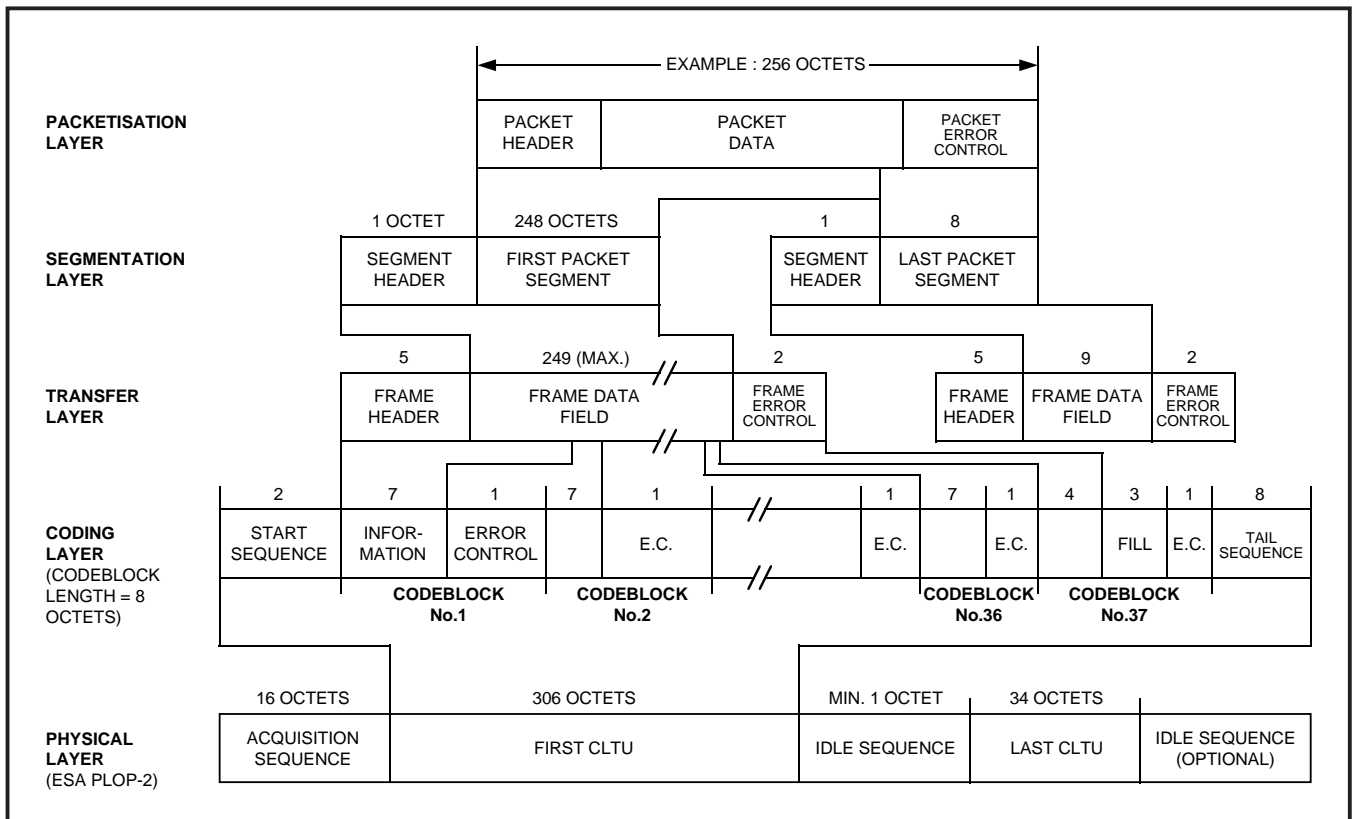 EXAMPLE : 256 OCTETS
PACKETISATION
LAYER
PACKET
HEADER
PACKET
DATA
PACKET
ERROR
CONTROL
1 OCTET
248 OCTETS
1
8
SEGMENTATION
LAYER
SEGMENT
HEADER
FIRST PACKET
SEGMENT
SEGMENT
HEADER
LAST PACKET
SEGMENT
5
249 (MAX.)
2
5
9
2
TRANSFER
LAYER
FRAME
HEADER
FRAME DATA
FIELD
FRAME
ERROR
CONTROL
FRAME
HEADER
FRAME DATA
FIELD
FRAME
ERROR
CONTROL
2
7
1
7
1
1
7
1
4
3
1
8
CODING
LAYER
(CODEBLOCK
LENGTH = 8
OCTETS)
START
SEQUENCE
INFOR-
MATION
ERROR
CONTROL
E.C.
E.C.
E.C.
FILL
E.C.
TAIL
SEQUENCE
CODEBLOCK
No.1
CODEBLOCK
No.2
CODEBLOCK
No.36
CODEBLOCK
No.37
16 OCTETS
306 OCTETS
MIN. 1 OCTET
34 OCTETS
PHYSICAL
LAYER
(ESA PLOP-2)
ACQUISITION
SEQUENCE
FIRST CLTU
IDLE SEQUENCE
LAST CLTU
IDLE SEQUENCE
(OPTIONAL)